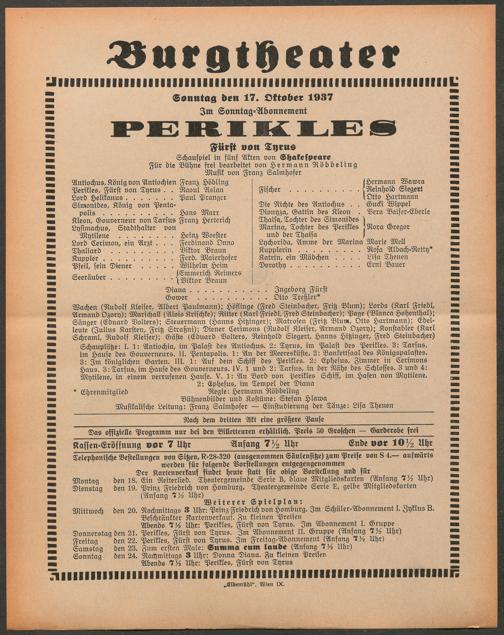 Burgtheater
Sonntag den 17. Oktober 1937
Im Sonntag-Abonnement
PERIKLES
Fürst von Tyrus
Schauspiel in fünf Akten von Shakespeare
Für die Bühne frei bearbeitet von Hermann Röbbeling
Musik von Franz Salmhofer
Antiochus, König von Antiochien Franz Höbling
Perikles, Fürst von Tyrus . . Raoul Aslan
Lord Helikanus . . . . . . Paul Pranger
Simonides, König von Pentapolis . . . . . . Hans Marr
Kleon, Gouverneur von Tarsus Franz Herterich
Lysimachus, Statthalter von Mytilene . . . . . . Heinz Woester
Lord Cerimon, ein Arzt . . . Ferdinand Onno
Thaliard . . . . . . Viktor Braun
Kuppler . . . . . . Ferd. Maierhofer
Pfeil, sein Diener . . . . . Wilhelm Heim
Seeräuber . . . . . . Emmerich Reimers
Viktor Braun
Fischer . . . . . . Hermann Wawra
Reinhold Siegert
Otto Hartmann
Die Nichte des Antiochus . . Guckl Wippel
Dionyza, Gattin des Kleon . . Vera Balser-Eberle
Thaisa, Tochter des Simonides
Marina, Tochter des Perikles und der Thaisa
Nora Gregor
Lychorida, Amme der Marina Marie Mell
Kupplerin . . . . . . Rosa Albach-Retty*
Katrin, ein Mädchen . . . . Lisa Thenen
Dorothy . . . . . . Erni Bauer
Diana . . . . . . Ingeborg Fürst
Gower . . . . . . Otto Treßler*
Wachen (Rudolf Kleiser, Albert Paulmann); Höflinge (Fred Steinbacher, Fritz Blum); Lords (Karl Friedl,
Armand Ozory); Marschall (Alois Krischke); Ritter (Karl Friedl, Fred Steinbacher); Page (Blanca Hohenthal);
Sänger (Eduard Volters); Steuermann (Hanns Hitzinger); Matrosen (Fritz Blum, Otto Hartmann); Edelleute (Julius Karsten, Fritz Straßni); Diener Cerimons (Rudolf Kleiser, Armand Ozory); Konstabler (Karl
Schraml, Rudolf Kleiser); Gäste (Eduard Volters, Reinhold Siegert, Hanns Hitzinger, Fred Steinbacher)
Schauplätze: I. 1: Antiochia, in Palast des Antiochus. 2: Tyrus, im Palast des Perikles. 3: Tarsus,
im Hause des Gouverneurs. II. Pentapolis. 1: An der Meeresküste. 2: Bankettsaal des Königspalastes.
3: Im königlichen Garten. III. 1: Auf dem Schiff des Perikles. 2: Ephesus, Zimmer in Cerimons
Haus. 3: Tarsus, im Hause des Gouverneurs. IV. 1 und 2: Tarsus, in der Nähe des Schlosses. 3 und 4:
Mytilene, in einem verrufenen Hause. V. 1: An Bord von Perikles Schiff, im Hafen von Mytilene.
2: Ephesus, im Tempel der Diana
* Ehrenmitglied
Regie: Hermann Röbbeling
Bühnenbilder und Kostüme: Stefan Hlawa
Musikalische Leitung: Franz Salmhofer — Einstudierung der Tänze: Lisa Thenen
Nach dem dritten Akt eine größere Pause
Das offizielle Programm nur bei den Billetteuren erhältlich. Preis 50 Groschen — Garderobe frei
Kassen-Eröffnung vor 7 Uhr Anfang 7½ Uhr Ende vor 10½ Uhr
Telephonische Bestellungen von Sitzen, R-28-320 (ausgenommen Säulensitze) zum Preise von S 4.— aufwärts
werden für folgende Vorstellungen entgegengenommen
Der Kartenverkauf findet heute statt für obige Vorstellung und für
Montag den 18. Ein Reiterlied. Theatergemeinde Serie B, blaue Mitgliedskarten (Anfang 7½ Uhr)
Dienstag den 19. Prinz Friedrich von Homburg. Theatergemeinde Serie E, gelbe Mitgliedskarten
(Anfang 7½ Uhr)
Weiterer Spielplan:
Mittwoch den 20. Nachmittags 3 Uhr: Prinz Friedrich von Homburg. Im Schüler-Abonnement I. Zyklus B.
Beschränkter Kartenverkauf. Zu kleinen Preisen
Abends 7½ Uhr: Perikles, Fürst von Tyrus. Im Abonnement I. Gruppe
Donnerstag den 21. Perikles, Fürst von Tyrus. Im Abonnement II. Gruppe (Anfang 7½ Uhr)
Freitag den 22. Perikles, Fürst von Tyrus. Im Freitag-Abonnement (Anfang 7½ Uhr)
Samstag den 23. Zum ersten Male: Summa cum laude (Anfang 7½ Uhr)
Sonntag den 24. Nachmittags 3 Uhr: Donna Diana. Zu kleinen Preisen
Abends 7½ Uhr: Perikles, Fürst von Tyrus
„Elbemühl", Wien IX.